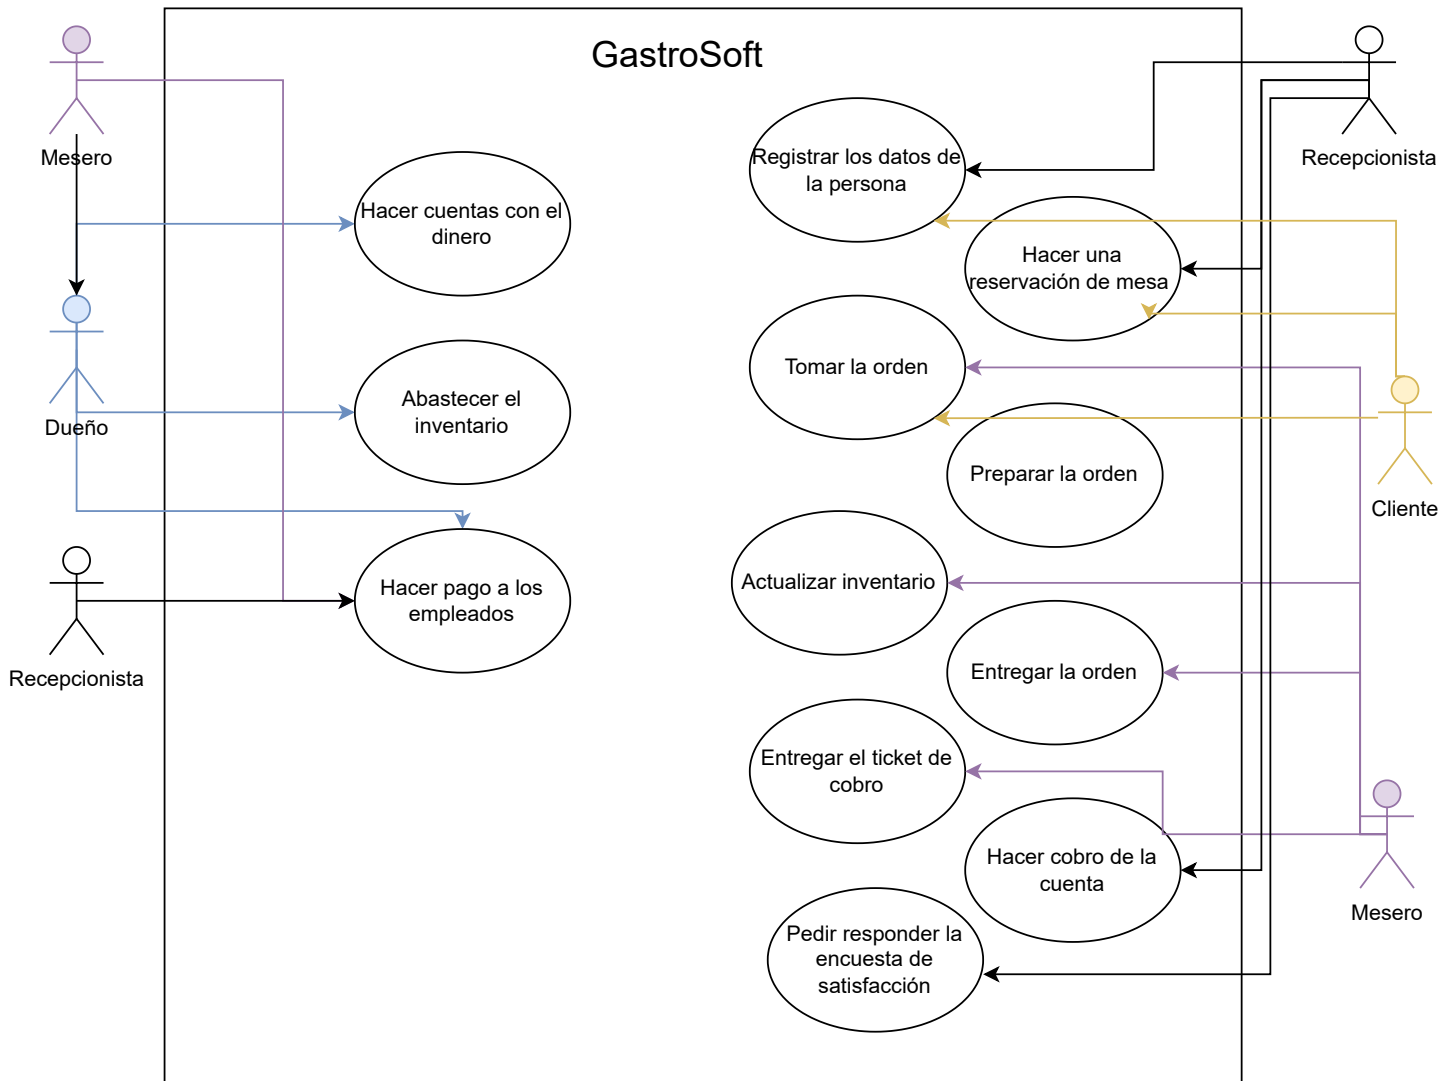 GastroSoft
Mesero
Hacer cuentas con el
dinero
Dueño
Abastecer el
inventario
Hacer pago a los
empleados
Recepcionista
Recepcionista
Registrar los datos de
la persona
Hacer una
reservación de mesa
Tomar la orden
Cliente
Preparar la orden
Actualizar inventario
Entregar la orden
Entregar el ticket de
cobro
Hacer cobro de la
cuenta
Mesero
Pedir responder la
encuesta de
satisfacción